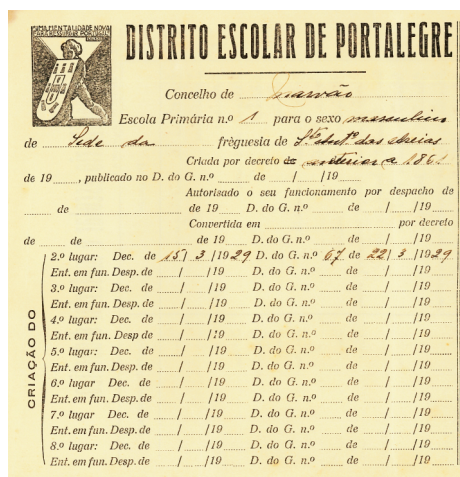 UMA MENTALIDADE NOVA
FARÁ RESSURGIR PORTUGAL
DISTRITO ESCOLAR DE PORTALEGRE
Concelho de Marvão
Escola Primária n.º 1 para o sexo masculino
de Sede da frèguesia de St.º Ant.º das Areias
Criada por decreto de anterior a 1861
de 19 , publicado no D. do G. n.º de / /19
Autorisado o seu funcionamento por despacho de
de de 19 D. do G. n.º de / /19
Convertida em por decreto
de de de 19 D. do G. n.º de / /19
CRIAÇÃO DO
2.º lugar: Dec. de 15/ 3 /1929 D. do G. n.º 67 de 22/ 3 /1929
Ent. em fun. Desp. de / /19 D. do G. n.º de / /19
3.º lugar: Dec. de / /19 D. do G. n.º de / /19
Ent. em fun. Desp. de / /19 D. do G. n.º de / /19
4.º lugar: Dec. de / /19 D. do G. n.º de / /19
Ent. em fun. Desp de / /19 D. do G. n.º de / /19
5.º lugar: Dec. de / /19 D. do G. n.º de / /19
Ent. em fun. Desp. de / /19 D. do G. n.º de / /19
6.º lugar Dec. de / /19 D. do G. n.º de / /19
Ent. em fun. Desp. de / /19 D. do G. n.º de / /19
7.º lugar Dec. de / /19 D. do G. n.º de / /19
Ent. em fun. Desp. de / /19 D. do G. n.º de / /19
8.º lugar: Dec. de / /19 D. do G. n.º de / /19
Ent. em fun. Desp. de / /19 D. do G. n.º de / /19